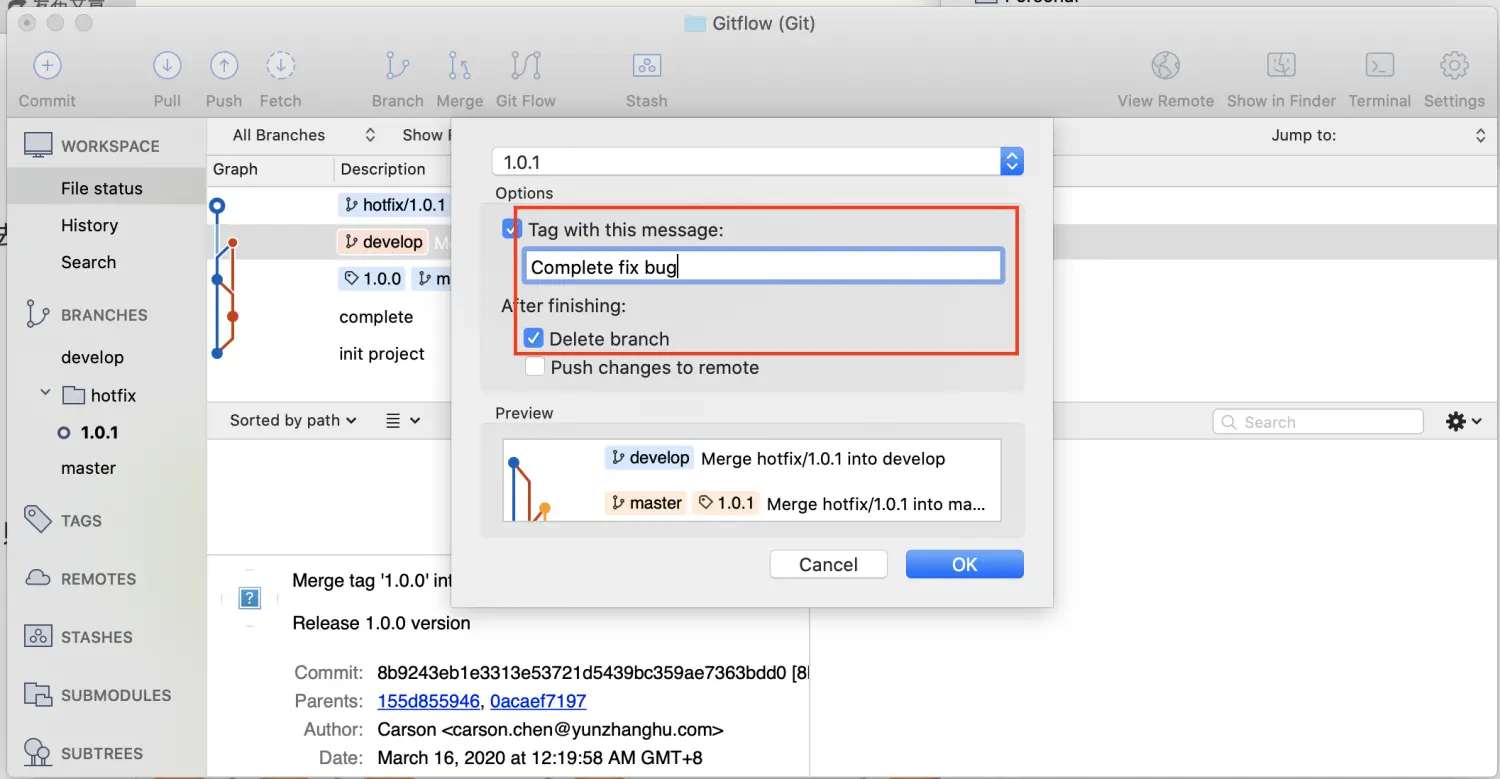 发布文章
Personal
Gitflow (Git)
Commit
Pull
Push
Fetch
Branch
Merge
Git Flow
Stash
View Remote
Show in Finder
Terminal
Settings
WORKSPACE
File status
History
Search
BRANCHES
develop
hotfix
1.0.1
master
TAGS
REMOTES
STASHES
SUBMODULES
SUBTREES
All Branches
Show
Jump to:
Graph
Description
hotfix/1.0.1
develop
1.0.0
complete
init project
Sorted by path
Search
1.0.1
Options
Tag with this message:
Complete fix bug
After finishing:
Delete branch
Push changes to remote
Preview
develop Merge hotfix/1.0.1 into develop
master 1.0.1 Merge hotfix/1.0.1 into ma...
Cancel
OK
Merge tag '1.0.0' int
Release 1.0.0 version
Commit: 8b9243eb1e3313e53721d5439bc359ae7363bdd0 [8
Parents: 155d855946, 0acaef7197
Author: Carson <carson.chen@yunzhanghu.com>
Date: March 16, 2020 at 12:19:58 AM GMT+8